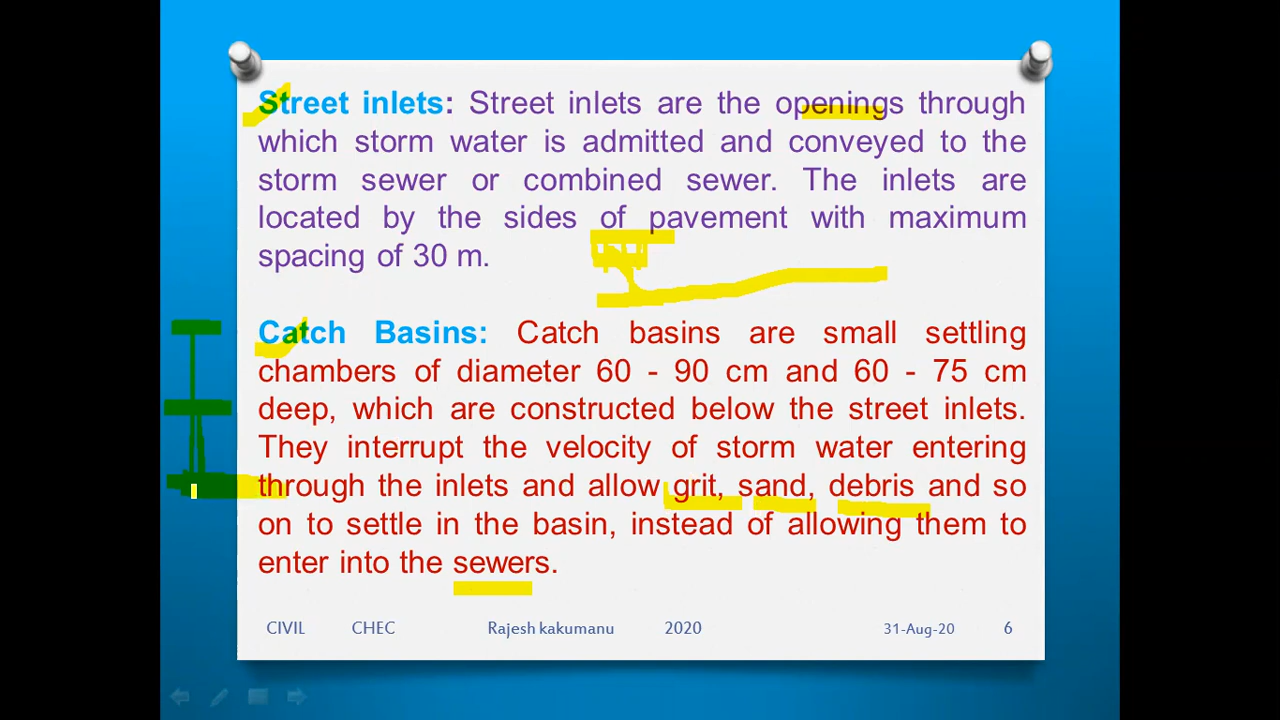 Street inlets: Street inlets are the openings through
which storm water is admitted and conveyed to the
storm sewer or combined sewer. The inlets are
located by the sides of pavement with maximum
spacing of 30 m.
Catch Basins: Catch basins are small settling
chambers of diameter 60 - 90 cm and 60 - 75 cm
deep, which are constructed below the street inlets.
They interrupt the velocity of storm water entering
through the inlets and allow grit, sand, debris and so
on to settle in the basin, instead of allowing them to
enter into the sewers.
CIVIL CHEC Rajesh kakumanu 2020 31-Aug-20 6